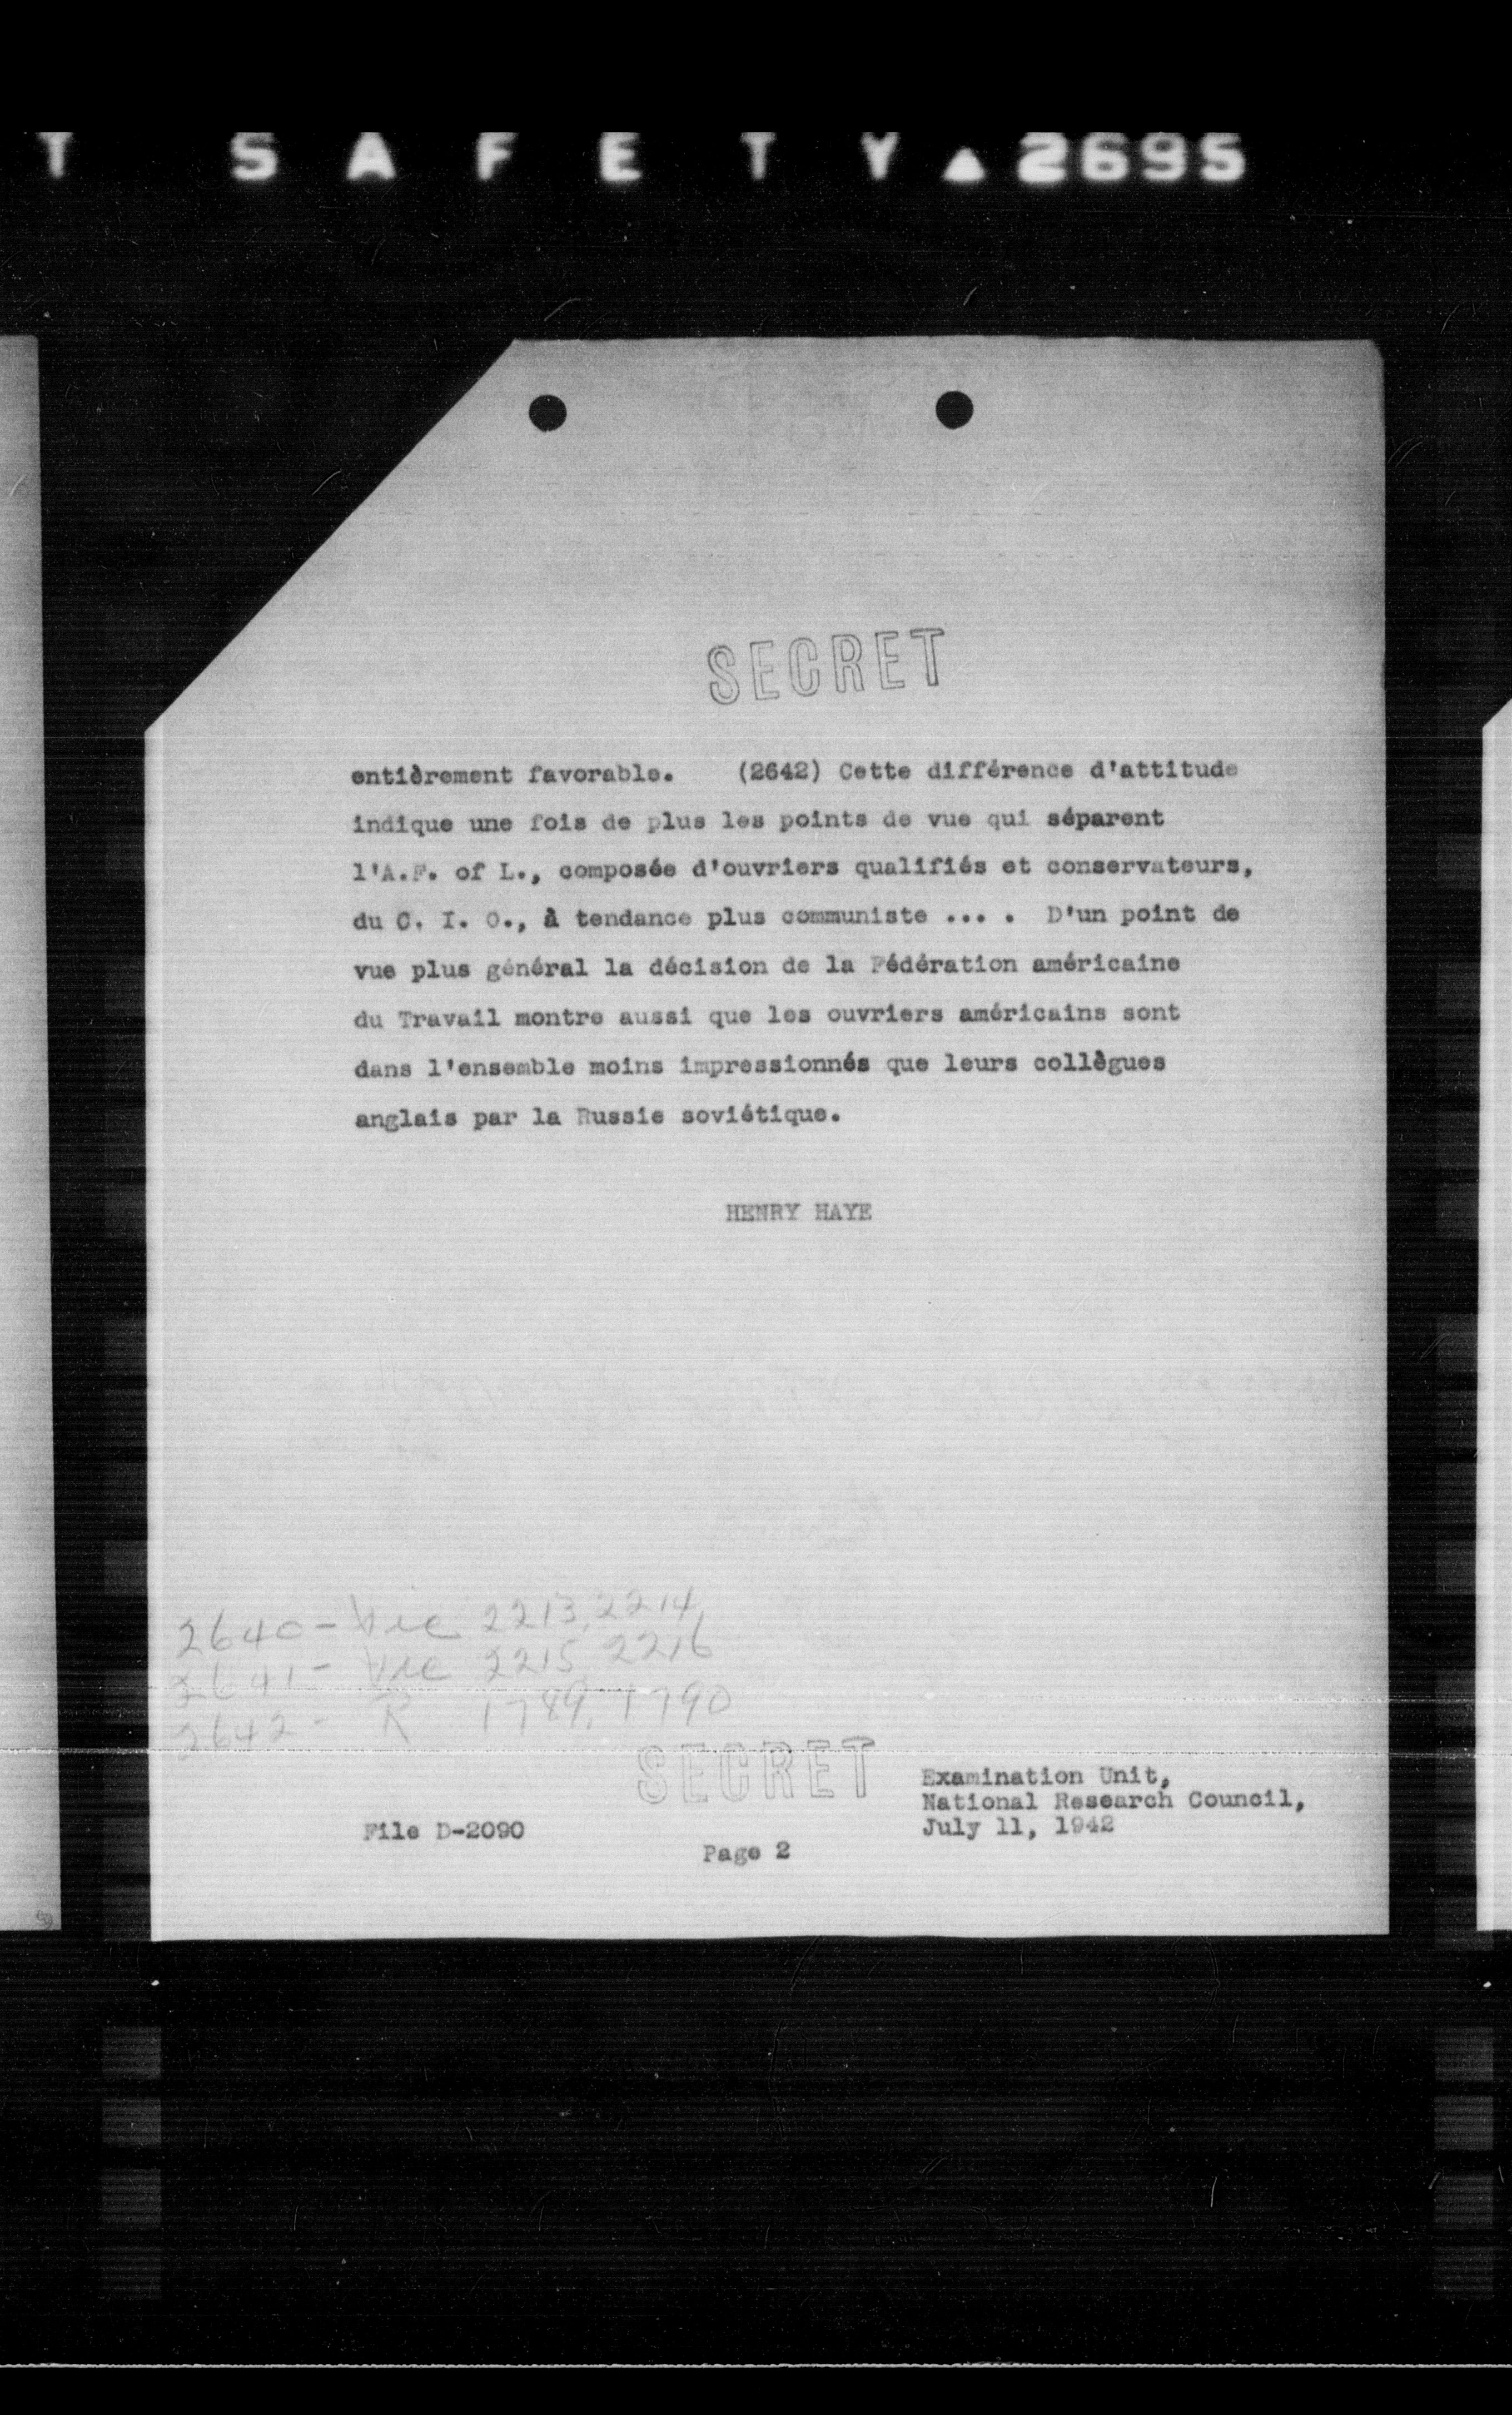 T SAFETY▲2695
SECRET
entièrement favorable. (2642) Cette différence d'attitude
indique une fois de plus les points de vue qui séparent
l'A.F. of L., composée d'ouvriers qualifiés et conservateurs,
du C. I. O., à tendance plus communiste ... . D'un point de
vue plus général la décision de la Fédération américaine
du Travail montre aussi que les ouvriers américains sont
dans l'ensemble moins impressionnés que leurs collègues
anglais par la Russie soviétique.
HENRY HAYE
2640 - Vic 2213, 2214
2641 - Vic 2215, 2216
2642 - R 1789, 1790
SECRET
Examination Unit,
National Research Council,
July 11, 1942
File D-2090
Page 2